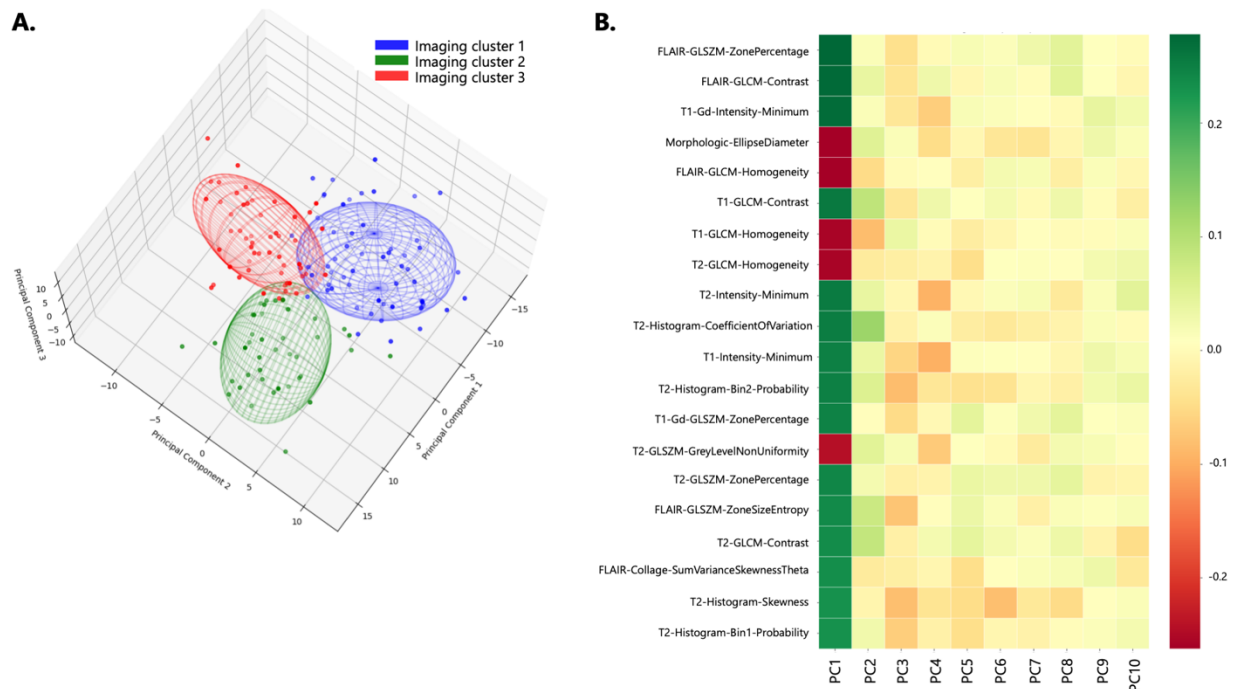 A.
Imaging cluster 1
Imaging cluster 2
Imaging cluster 3
10
5
0
−5
−10
Principal Component 3
−10
−5
0
5
10
Principal Component 2
15
10
5
0
−5
−10
−15
Principal Component 1
B.
FLAIR-GLSZM-ZonePercentage
FLAIR-GLCM-Contrast
T1-Gd-Intensity-Minimum
Morphologic-EllipseDiameter
FLAIR-GLCM-Homogeneity
T1-GLCM-Contrast
T1-GLCM-Homogeneity
T2-GLCM-Homogeneity
T2-Intensity-Minimum
T2-Histogram-CoefficientOfVariation
T1-Intensity-Minimum
T2-Histogram-Bin2-Probability
T1-Gd-GLSZM-ZonePercentage
T2-GLSZM-GreyLevelNonUniformity
T2-GLSZM-ZonePercentage
FLAIR-GLSZM-ZoneSizeEntropy
T2-GLCM-Contrast
FLAIR-Collage-SumVarianceSkewnessTheta
T2-Histogram-Skewness
T2-Histogram-Bin1-Probability
PC1
PC2
PC3
PC4
PC5
PC6
PC7
PC8
PC9
PC10
0.2
0.1
0.0
-0.1
-0.2